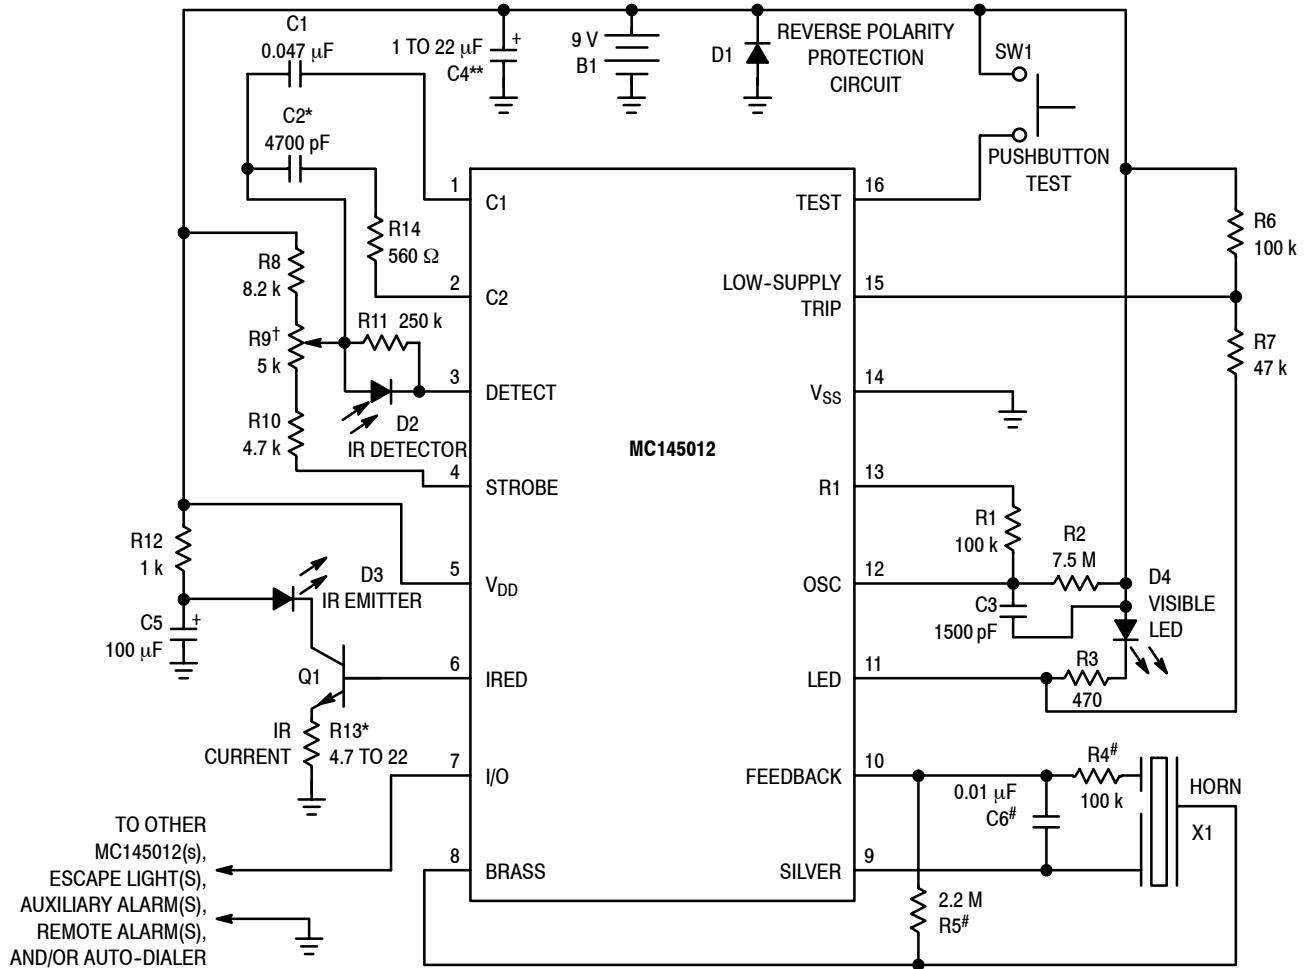 C1
0.047 μF
C2*
4700 pF
1 TO 22 μF
C4**
+
9 V
B1
D1
REVERSE POLARITY
PROTECTION
CIRCUIT
SW1
PUSHBUTTON
TEST
R14
560 Ω
R8
8.2 k
R9†
5 k
R10
4.7 k
R11 250 k
D2
IR DETECTOR
R12
1 k
C5
100 μF
+
D3
IR EMITTER
Q1
IR
CURRENT
R13*
4.7 TO 22
TO OTHER
MC145012(s),
ESCAPE LIGHT(S),
AUXILIARY ALARM(S),
REMOTE ALARM(S),
AND/OR AUTO-DIALER
1
C1
2
C2
3
DETECT
4
STROBE
5
VDD
6
IRED
7
I/O
8
BRASS
MC145012
16
TEST
15
LOW-SUPPLY
TRIP
14
VSS
13
R1
12
OSC
11
LED
10
FEEDBACK
9
SILVER
R6
100 k
R7
47 k
R1
100 k
R2
7.5 M
C3
1500 pF
D4
VISIBLE
LED
R3
470
R4#
100 k
0.01 μF
C6#
HORN
X1
2.2 M
R5#